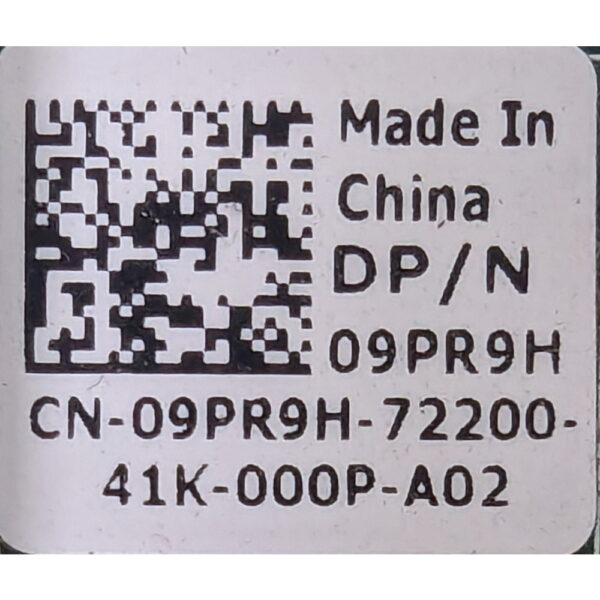 Made In
China
DP/N
09PR9H
CN-09PR9H-72200-
41K-000P-A02